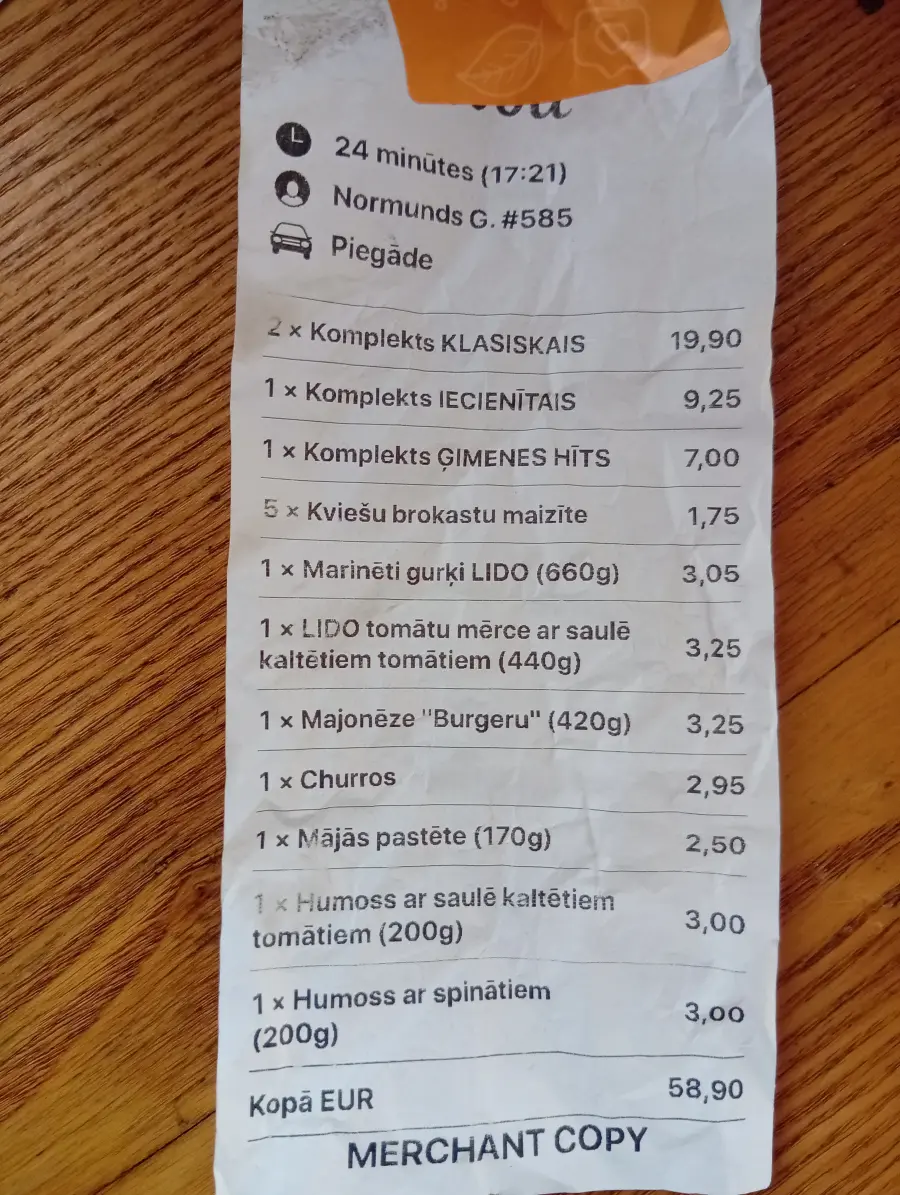 24 minūtes (17:21)
Normunds G. #585
Piegāde
2 x Komplekts KLASISKAIS 19,90
1 x Komplekts IECIENĪTAIS 9,25
1 x Komplekts ĢIMENES HĪTS 7,00
5 x Kviešu brokastu maizīte 1,75
1 x Marinēti gurķi LIDO (660g) 3,05
1 x LIDO tomātu mērce ar saulē
kaltētiem tomātiem (440g) 3,25
1 x Majonēze "Burgeru" (420g) 3,25
1 x Churros 2,95
1 x Mājās pastēte (170g) 2,50
1 x Humoss ar saulē kaltētiem
tomātiem (200g) 3,00
1 x Humoss ar spinātiem
(200g) 3,00
Kopā EUR 58,90
MERCHANT COPY